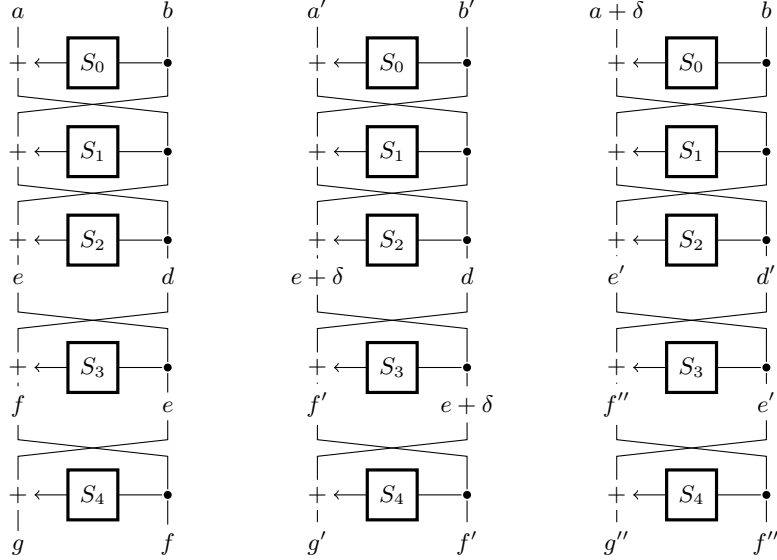 a b a′ b′ a + δ b
+ S₀ + S₀ + S₀
+ S₁ + S₁ + S₁
+ S₂ + S₂ + S₂
e d e + δ d e′ d′
+ S₃ + S₃ + S₃
f e f′ e + δ f′′ e′
+ S₄ + S₄ + S₄
g f g′ f′ g′′ f′′